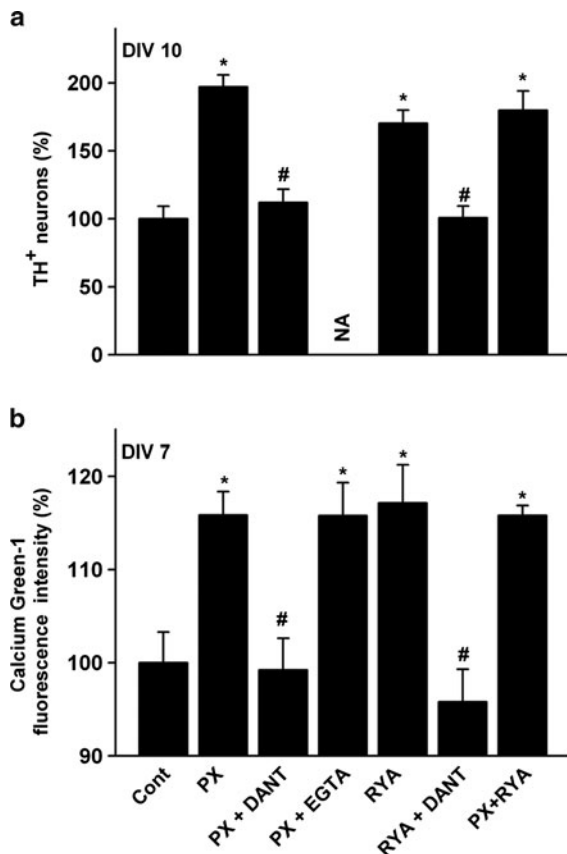 a
DIV 10
TH+ neurons (%)
200
150
100
50
0
*
#
NA
*
#
*
b
DIV 7
Calcium Green-1
fluorescence intensity (%)
120
110
100
90
*
#
*
*
#
*
Cont
PX
PX + DANT
PX + EGTA
RYA
RYA + DANT
PX+RYA